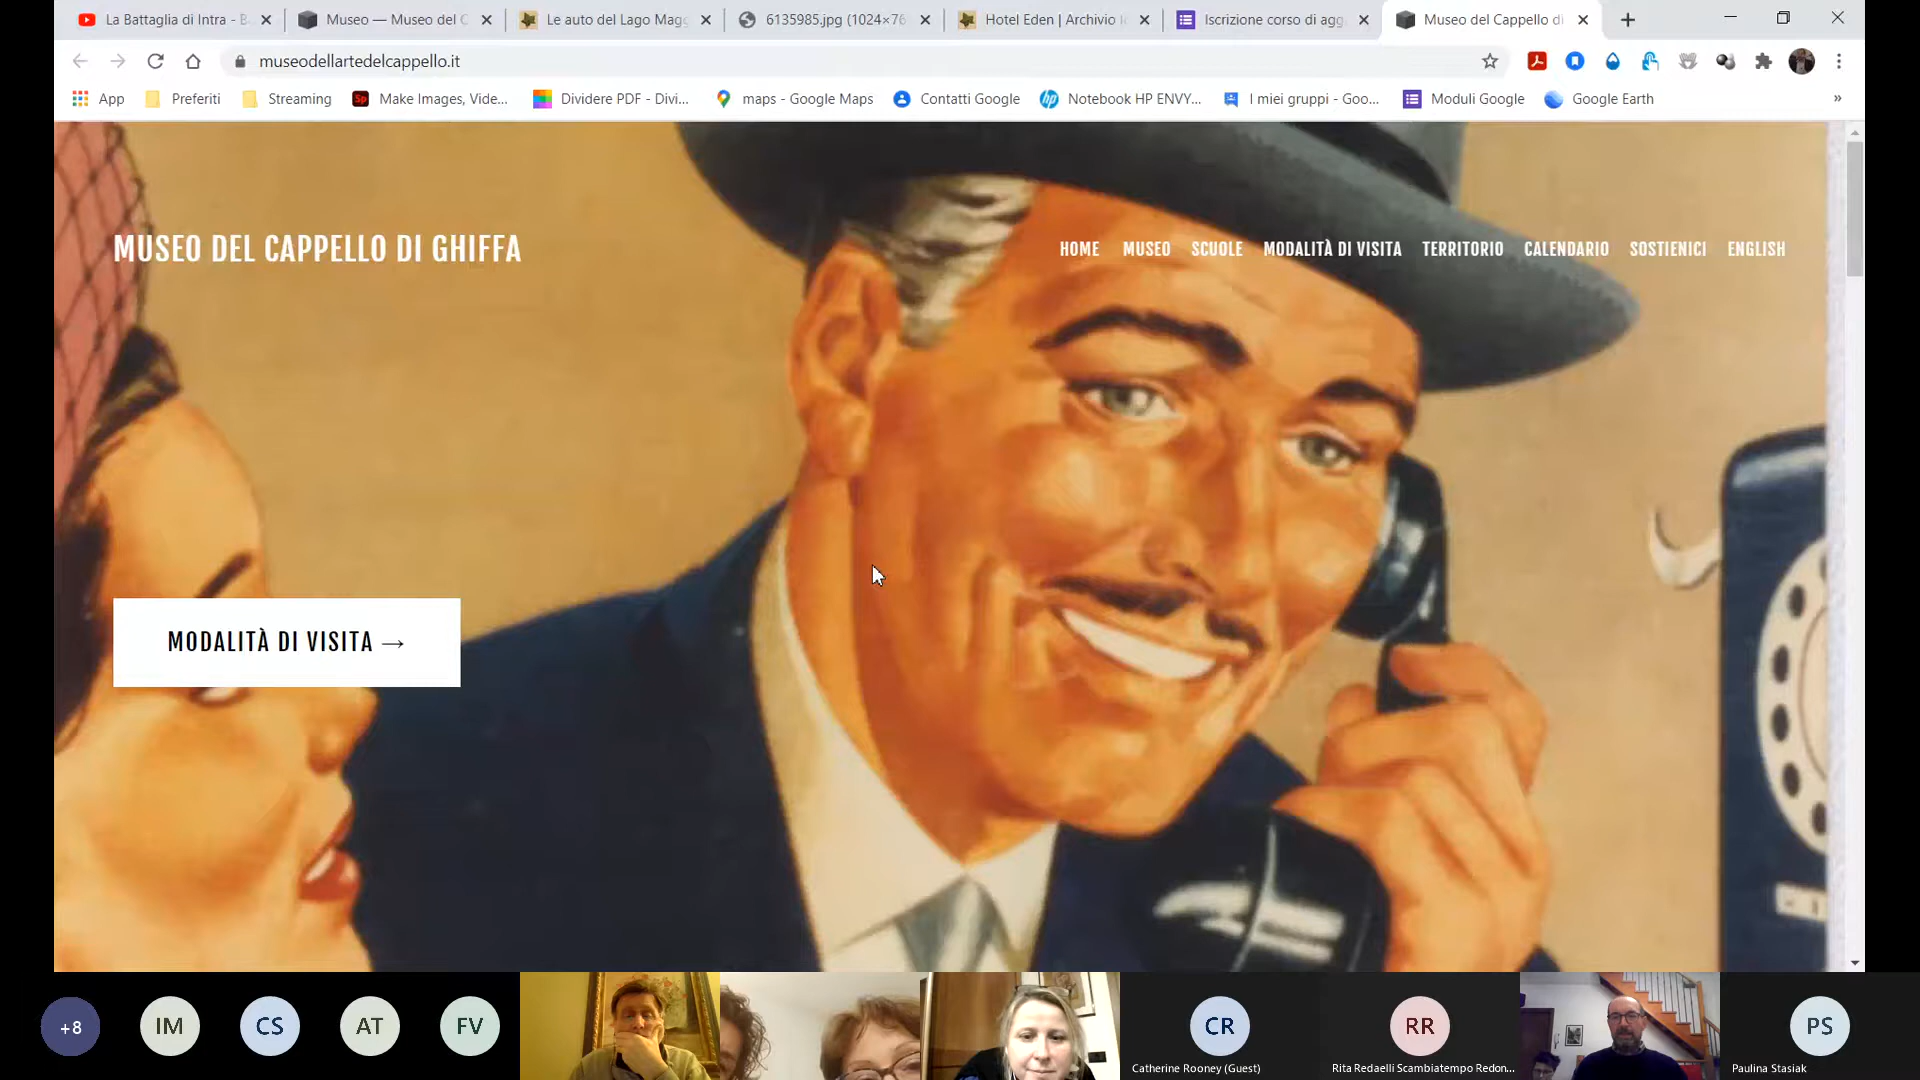 La Battaglia di Intra - B
Museo — Museo del C
Le auto del Lago Magg
6135985.jpg (1024×76
Hotel Eden | Archivio
Iscrizione corso di agg
Museo del Cappello di
museodellartedelcappello.it
App
Preferiti
Streaming
Make Images, Vide...
Dividere PDF - Divi...
maps - Google Maps
Contatti Google
Notebook HP ENVY...
I miei gruppi - Goo...
Moduli Google
Google Earth
»
MUSEO DEL CAPPELLO DI GHIFFA
HOME MUSEO SCUOLE MODALITÀ DI VISITA TERRITORIO CALENDARIO SOSTIENICI ENGLISH
MODALITÀ DI VISITA →
+8
IM
CS
AT
FV
CR
Catherine Rooney (Guest)
RR
Rita Redaelli Scambiatempo Redon...
PS
Paulina Stasiak